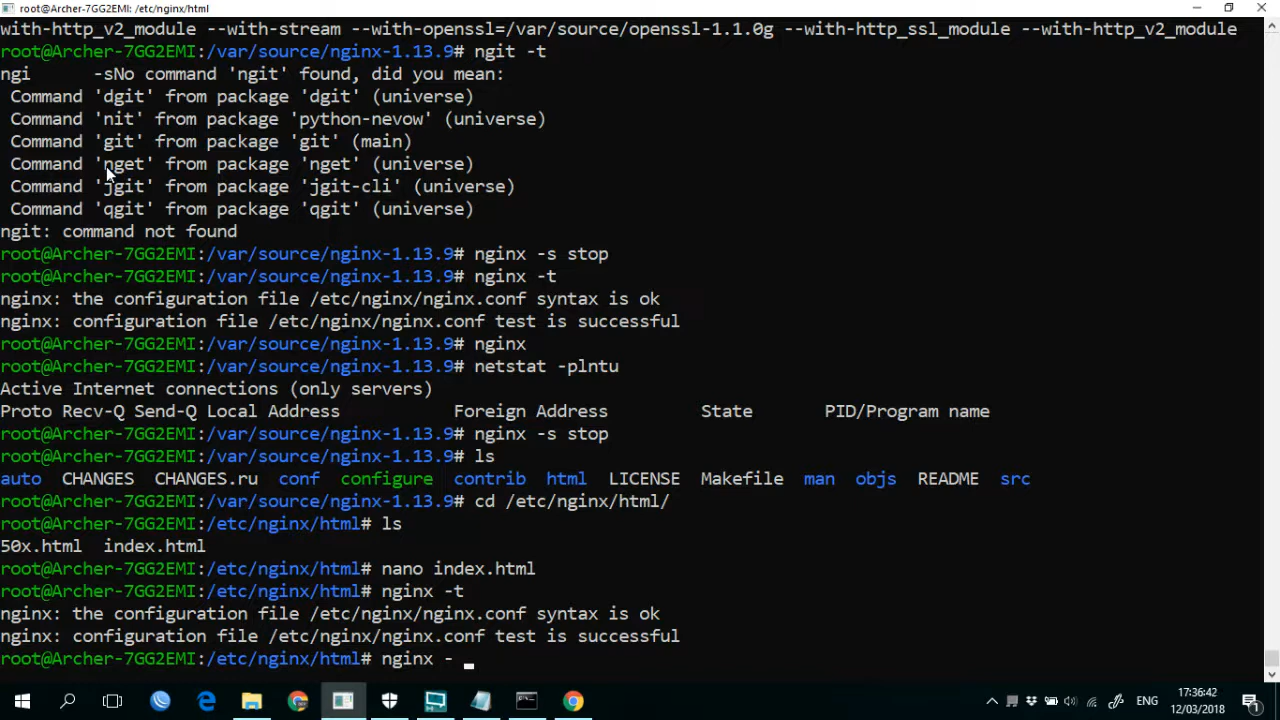 root@Archer-7GG2EMI: /etc/nginx/html
with-http_v2_module --with-stream --with-openssl=/var/source/openssl-1.1.0g --with-http_ssl_module --with-http_v2_module
root@Archer-7GG2EMI:/var/source/nginx-1.13.9# ngit -t
ngi      -sNo command 'ngit' found, did you mean:
 Command 'dgit' from package 'dgit' (universe)
 Command 'nit' from package 'python-nevow' (universe)
 Command 'git' from package 'git' (main)
 Command 'nget' from package 'nget' (universe)
 Command 'jgit' from package 'jgit-cli' (universe)
 Command 'qgit' from package 'qgit' (universe)
ngit: command not found
root@Archer-7GG2EMI:/var/source/nginx-1.13.9# nginx -s stop
root@Archer-7GG2EMI:/var/source/nginx-1.13.9# nginx -t
nginx: the configuration file /etc/nginx/nginx.conf syntax is ok
nginx: configuration file /etc/nginx/nginx.conf test is successful
root@Archer-7GG2EMI:/var/source/nginx-1.13.9# nginx
root@Archer-7GG2EMI:/var/source/nginx-1.13.9# netstat -plntu
Active Internet connections (only servers)
Proto Recv-Q Send-Q Local Address           Foreign Address         State       PID/Program name
root@Archer-7GG2EMI:/var/source/nginx-1.13.9# nginx -s stop
root@Archer-7GG2EMI:/var/source/nginx-1.13.9# ls
auto  CHANGES  CHANGES.ru  conf  configure  contrib  html  LICENSE  Makefile  man  objs  README  src
root@Archer-7GG2EMI:/var/source/nginx-1.13.9# cd /etc/nginx/html/
root@Archer-7GG2EMI:/etc/nginx/html# ls
50x.html  index.html
root@Archer-7GG2EMI:/etc/nginx/html# nano index.html
root@Archer-7GG2EMI:/etc/nginx/html# nginx -t
nginx: the configuration file /etc/nginx/nginx.conf syntax is ok
nginx: configuration file /etc/nginx/nginx.conf test is successful
root@Archer-7GG2EMI:/etc/nginx/html# nginx - _
ENG
17:36:42
12/03/2018
1